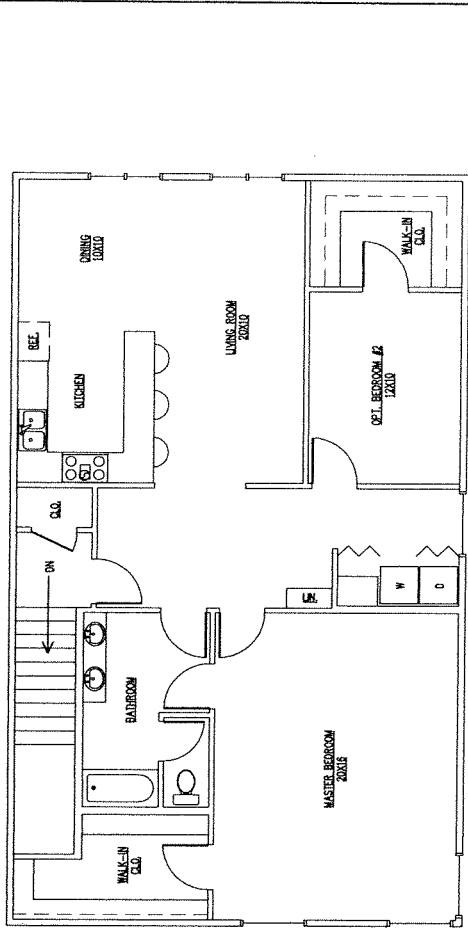 DINING
10X10
REF.
KITCHEN
LIVING ROOM
20X10
WALK-IN
CLO.
OPT. BEDROOM #2
12X10
CLO.
DN
LIN.
W
D
BATHROOM
MASTER BEDROOM
20X16
WALK-IN
CLO.